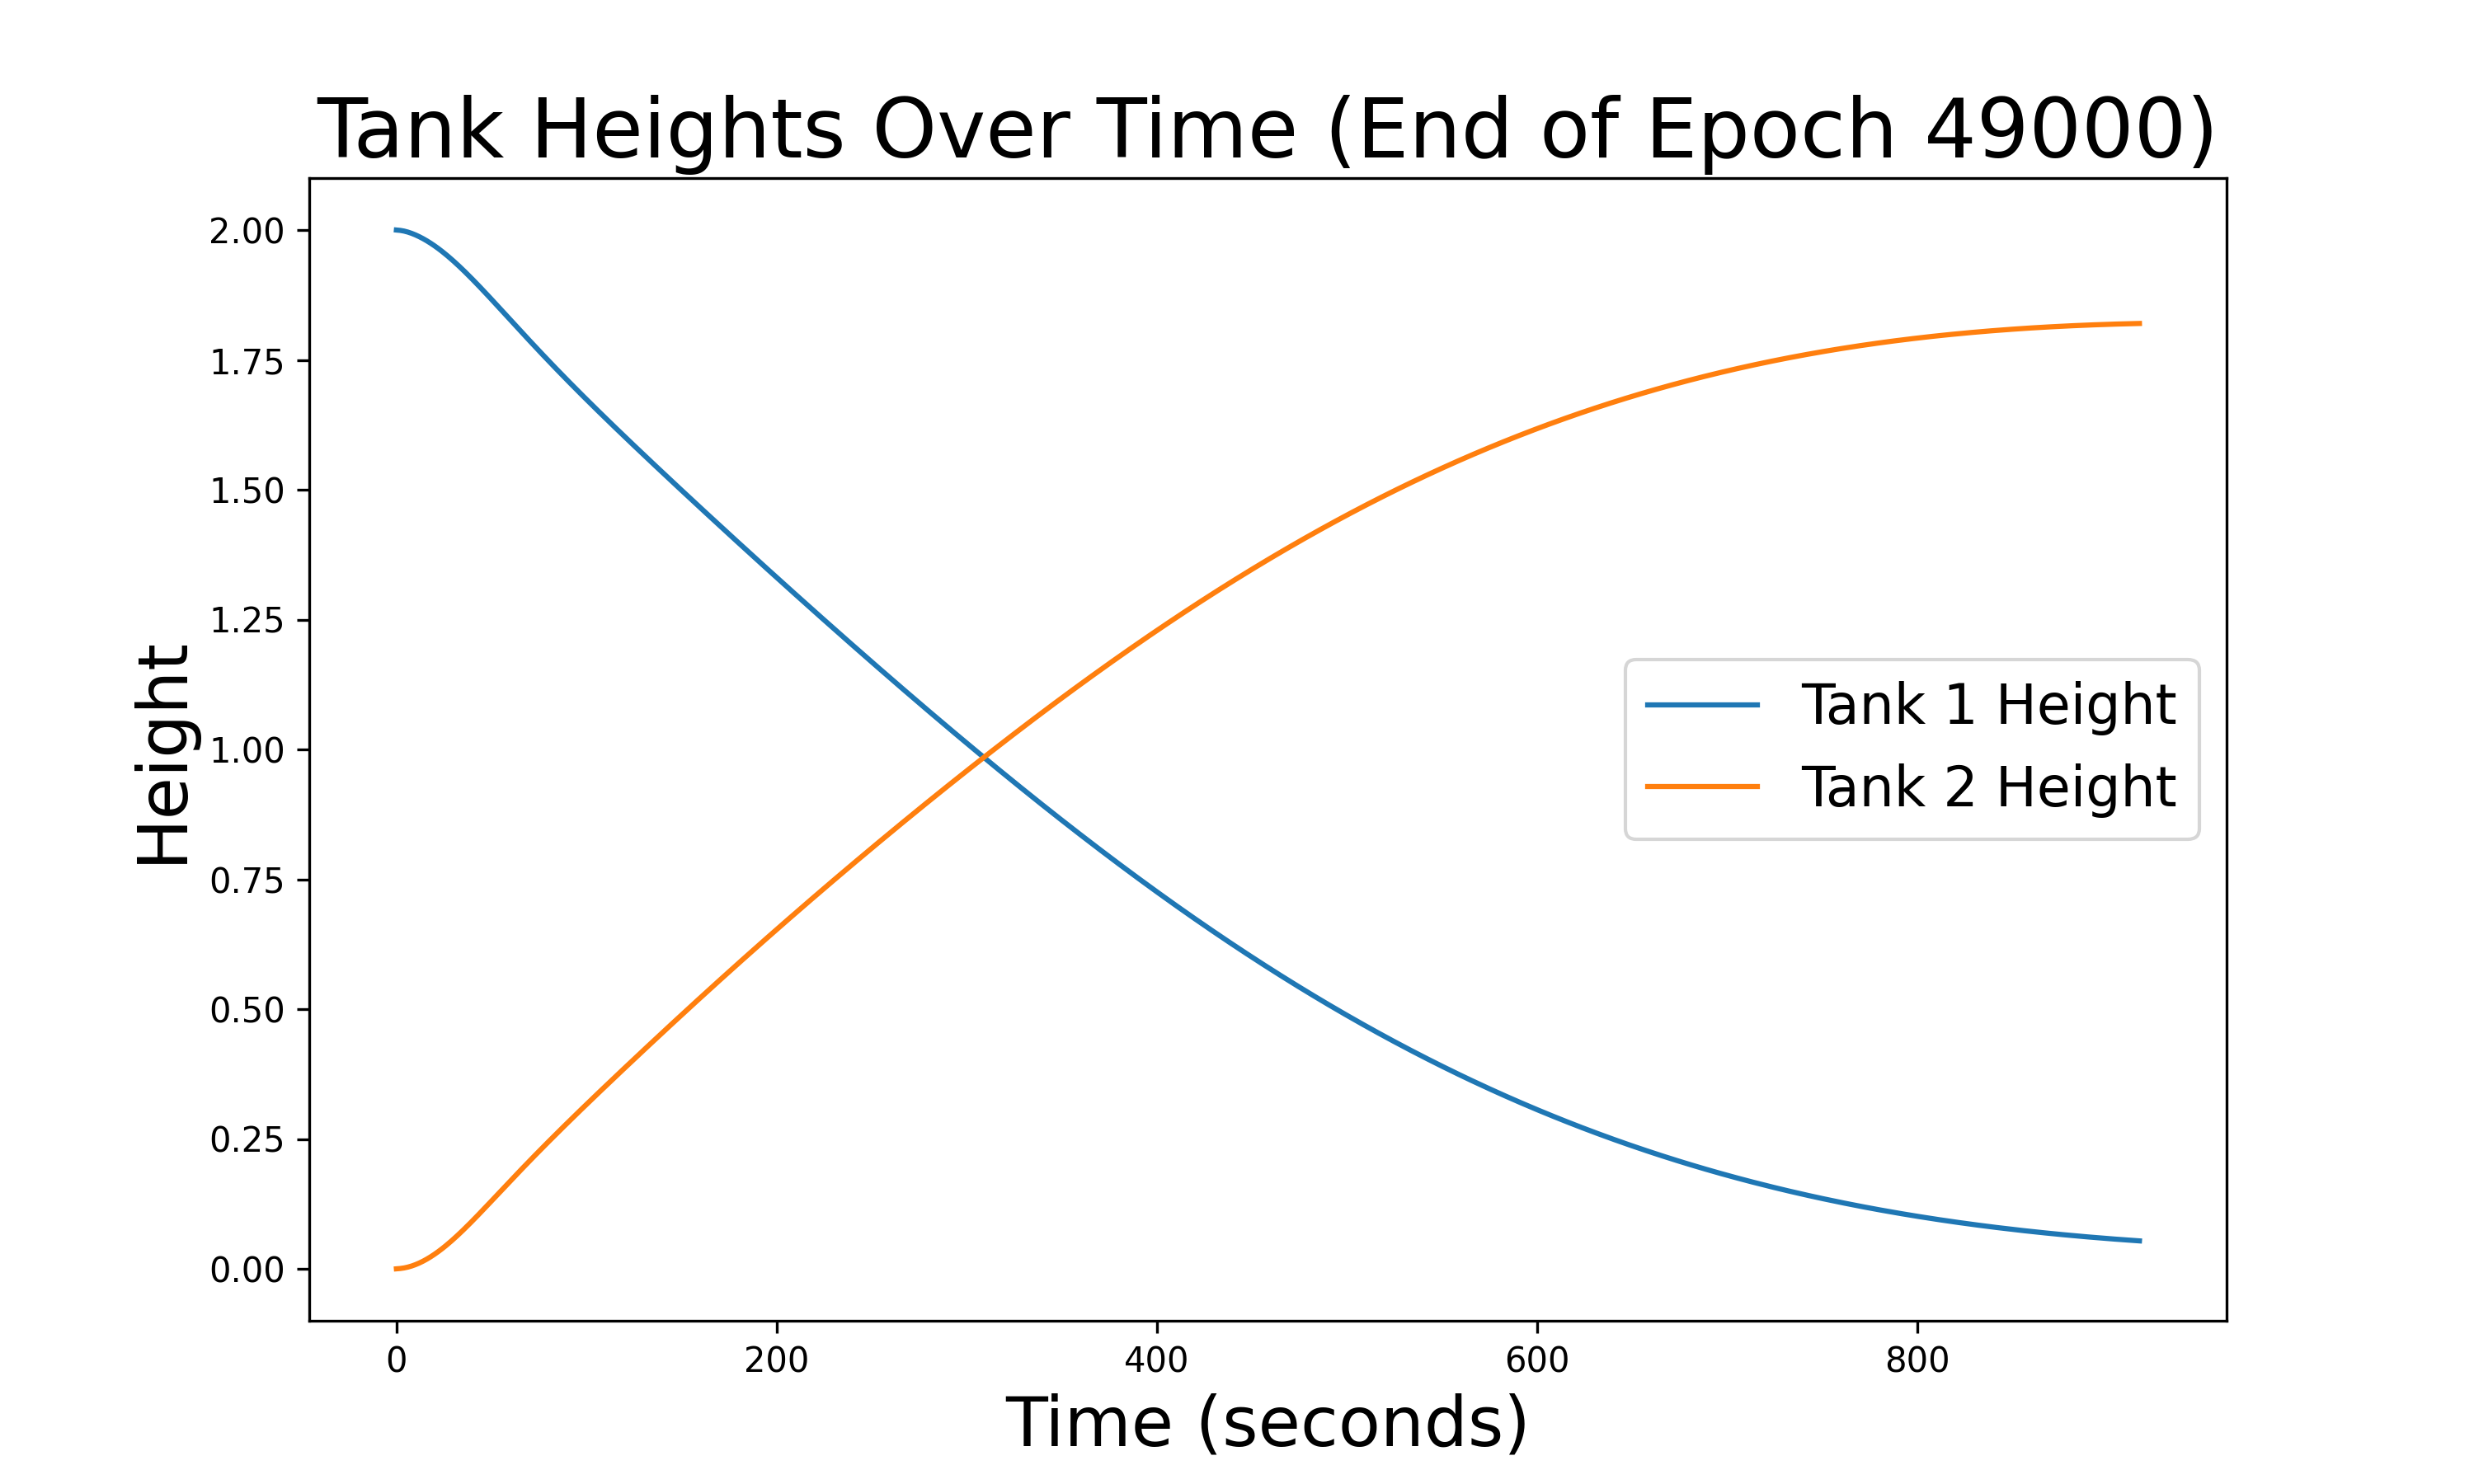 Tank Heights Over Time (End of Epoch 49000)
2.00
1.75
1.50
1.25
1.00
0.75
0.50
0.25
0.00
Height
Tank 1 Height
Tank 2 Height
0 200 400 600 800
Time (seconds)